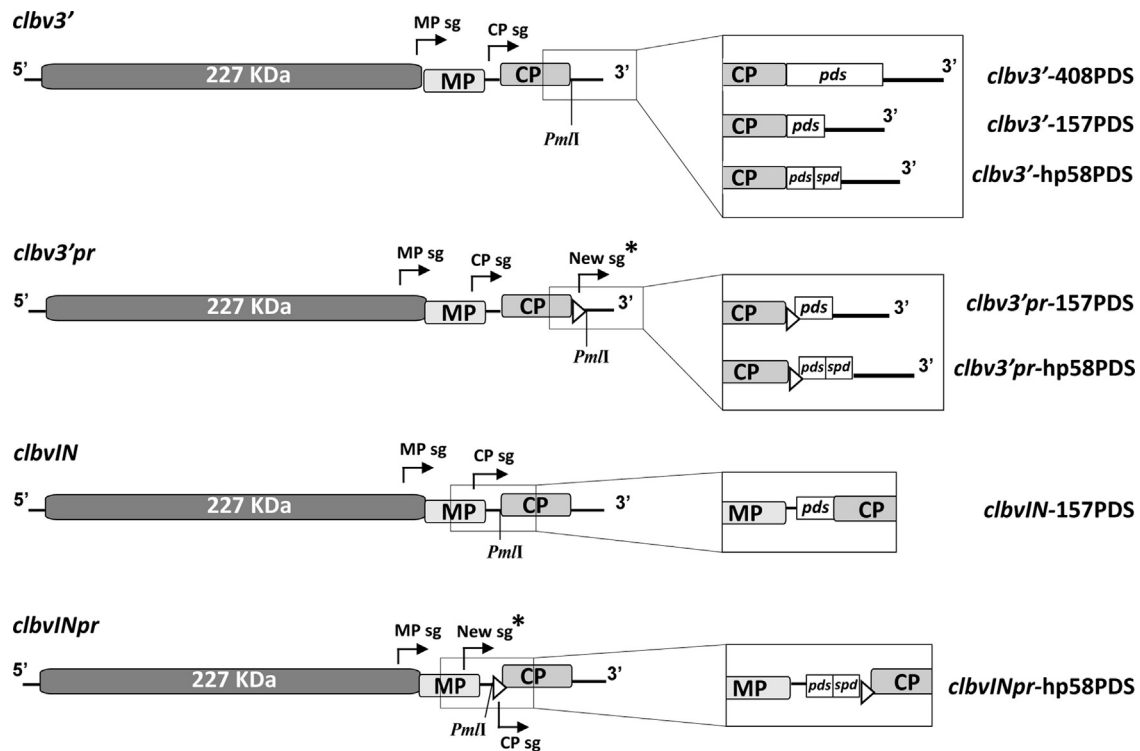 clbv3'
MP sg
CP sg
5'
227 KDa
MP
CP
3'
PmlI
CP
pds
3'
clbv3'-408PDS
CP
pds
3'
clbv3'-157PDS
CP
pds
spd
3'
clbv3'-hp58PDS
clbv3'pr
MP sg
CP sg
New sg*
5'
227 KDa
MP
CP
3'
PmlI
CP
pds
3'
clbv3'pr-157PDS
CP
pds
spd
3'
clbv3'pr-hp58PDS
clbvIN
MP sg
CP sg
5'
227 KDa
MP
CP
3'
PmlI
MP
pds
CP
clbvIN-157PDS
clbvINpr
MP sg
New sg*
5'
227 KDa
MP
CP
3'
PmlI
CP sg
MP
pds
spd
CP
clbvINpr-hp58PDS